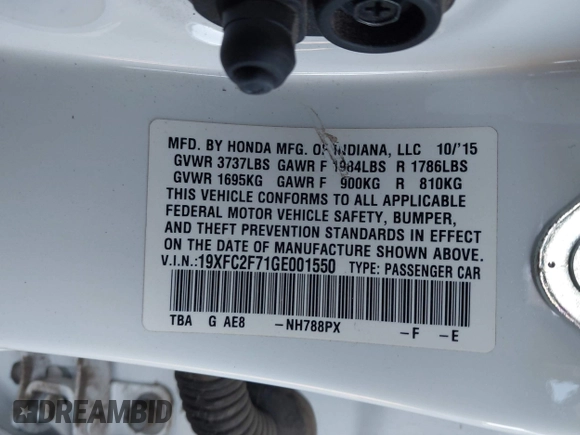 MFD. BY HONDA MFG. OF INDIANA, LLC 10/'15
GVWR 3737LBS GAWR F 1984LBS R 1786LBS
GVWR 1695KG GAWR F 900KG R 810KG
THIS VEHICLE CONFORMS TO ALL APPLICABLE
FEDERAL MOTOR VEHICLE SAFETY, BUMPER,
AND THEFT PREVENTION STANDARDS IN EFFECT
ON THE DATE OF MANUFACTURE SHOWN ABOVE.
V.I.N.:19XFC2F71GE001550 TYPE: PASSENGER CAR
TBA G AE8 -NH788PX -F -E
DREAMBID